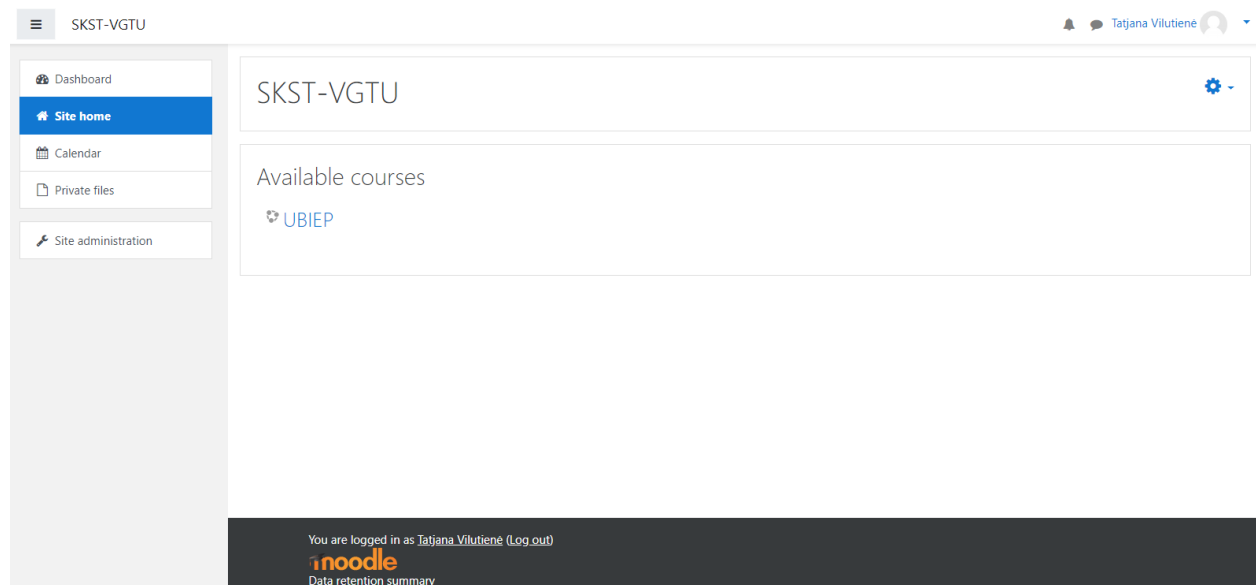 SKST-VGTU
Tatjana Vilutienė
Dashboard
Site home
Calendar
Private files
Site administration
SKST-VGTU
Available courses
UBIEP
You are logged in as Tatjana Vilutienė (Log out)
moodle
Data retention summary